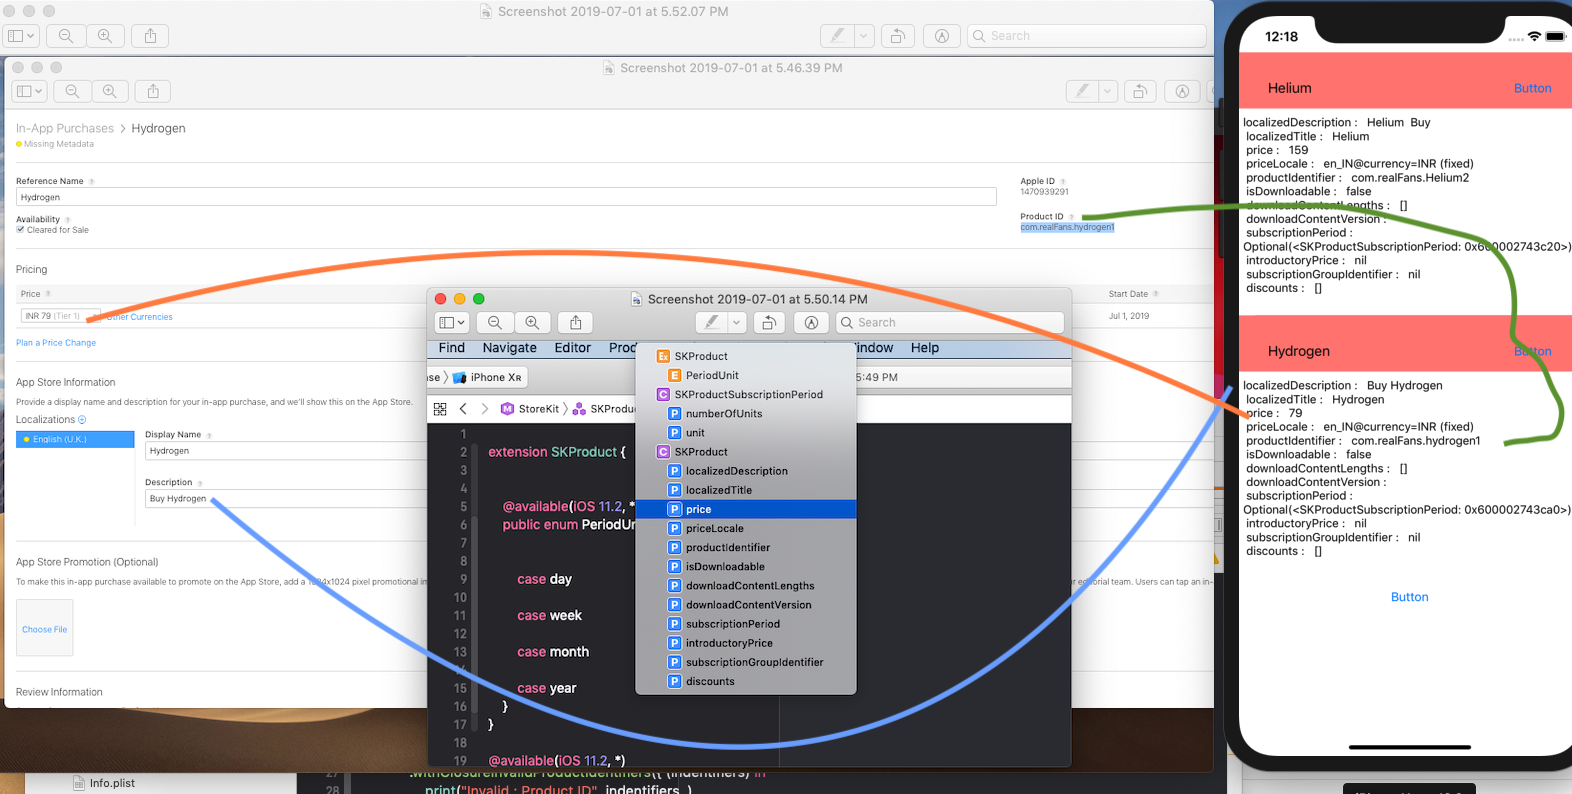 Screenshot 2019-07-01 at 5.52.07 PM
Search
Screenshot 2019-07-01 at 5.46.39 PM
In-App Purchases > Hydrogen
Missing Metadata
Reference Name ?
Hydrogen
Availability ?
Cleared for Sale
Apple ID ?
1470939291
Product ID ?
com.realFans.hydrogen1
Pricing
Price ?
Start Date ?
INR 79 (Tier 1)
Other Currencies
Jul 1, 2019
Plan a Price Change
App Store Information
Provide a display name and description for your in-app purchase, and we'll show this on the App Store.
Localizations
English (U.K.)
Display Name ?
Hydrogen
Description ?
Buy Hydrogen
App Store Promotion (Optional)
To make this in-app purchase available to promote on the App Store, add a 1024x1024 pixel promotional im
r editorial team. Users can tap an in-
Choose File
Review Information
Screenshot 2019-07-01 at 5.50.14 PM
Search
Find Navigate Editor Prod
indow Help
se > iPhone XR
5:49 PM
StoreKit > SKProdu
1
2 extension SKProduct {
3
4
5 @available(iOS 11.2, *
6 public enum PeriodUn
7
8
9 case day
10
11 case week
12
13 case month
14
15 case year
16 }
17 }
18
19 @available(iOS 11.2, *)
Ex SKProduct
E PeriodUnit
C SKProductSubscriptionPeriod
P numberOfUnits
P unit
C SKProduct
P localizedDescription
P localizedTitle
P price
P priceLocale
P productIdentifier
P isDownloadable
P downloadContentLengths
P downloadContentVersion
P subscriptionPeriod
P introductoryPrice
P subscriptionGroupIdentifier
P discounts
Info.plist
28 print("Invalid : Product ID"
12:18
Helium Button
localizedDescription : Helium Buy
localizedTitle : Helium
price : 159
priceLocale : en_IN@currency=INR (fixed)
productIdentifier : com.realFans.Helium2
isDownloadable : false
downloadContentLengths : []
downloadContentVersion :
subscriptionPeriod :
Optional(<SKProductSubscriptionPeriod: 0x600002743c20>)
introductoryPrice : nil
subscriptionGroupIdentifier : nil
discounts : []
Hydrogen Button
localizedDescription : Buy Hydrogen
localizedTitle : Hydrogen
price : 79
priceLocale : en_IN@currency=INR (fixed)
productIdentifier : com.realFans.hydrogen1
isDownloadable : false
downloadContentLengths : []
downloadContentVersion :
subscriptionPeriod :
Optional(<SKProductSubscriptionPeriod: 0x600002743ca0>)
introductoryPrice : nil
subscriptionGroupIdentifier : nil
discounts : []
Button